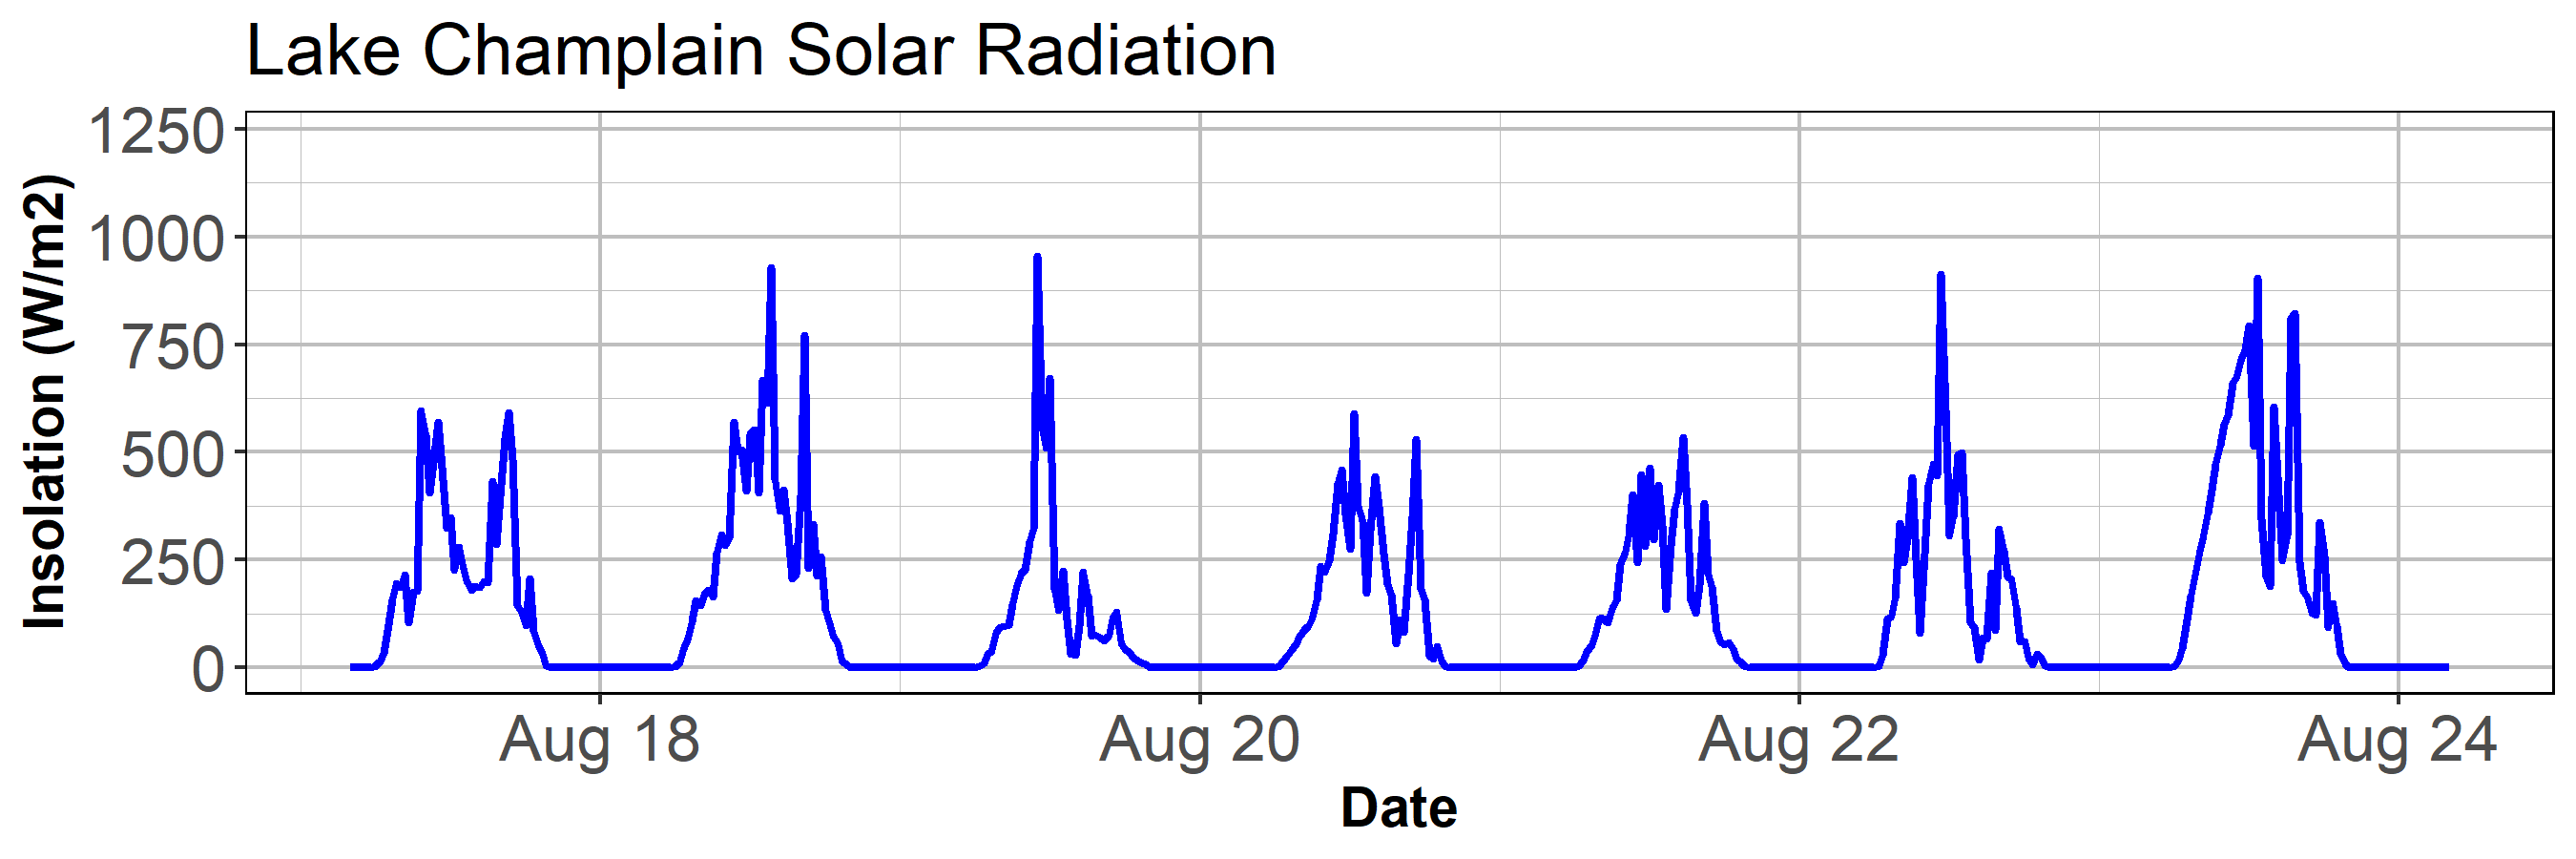 Lake Champlain Solar Radiation
Insolation (W/m2)
1250
1000
750
500
250
0
Aug 18
Aug 20
Aug 22
Aug 24
Date